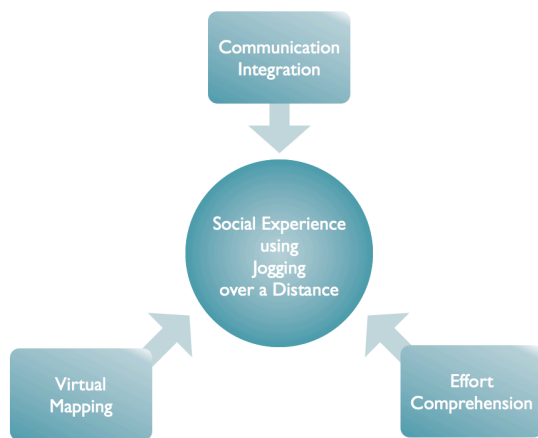 Communication
Integration
Social Experience
using
Jogging
over a Distance
Virtual
Mapping
Effort
Comprehension